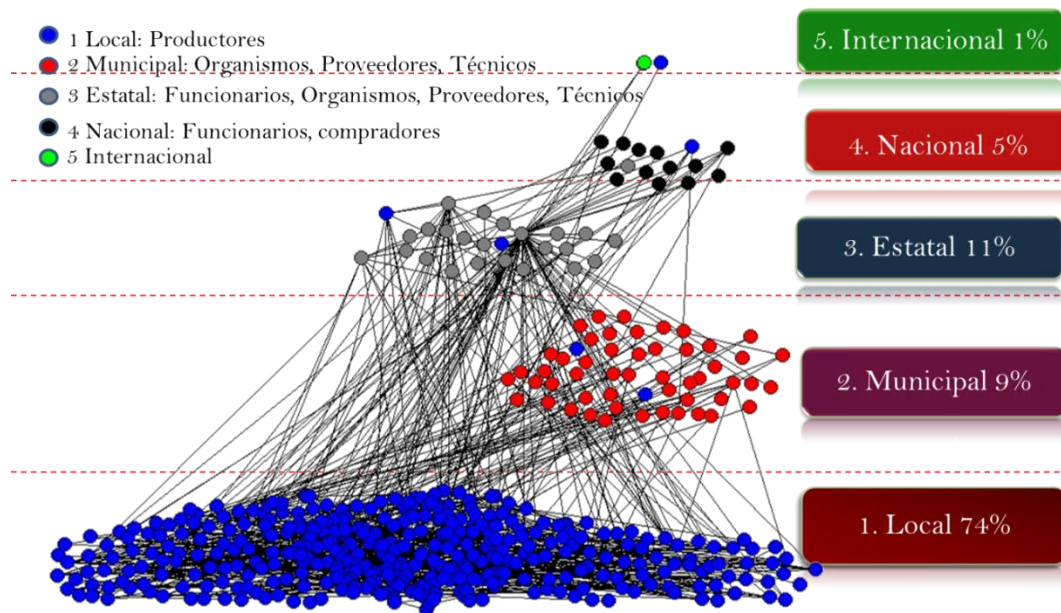 1 Local: Productores
2 Municipal: Organismos, Proveedores, Técnicos
3 Estatal: Funcionarios, Organismos, Proveedores, Técnicos
4 Nacional: Funcionarios, compradores
5 Internacional
5. Internacional 1%
4. Nacional 5%
3. Estatal 11%
2. Municipal 9%
1. Local 74%